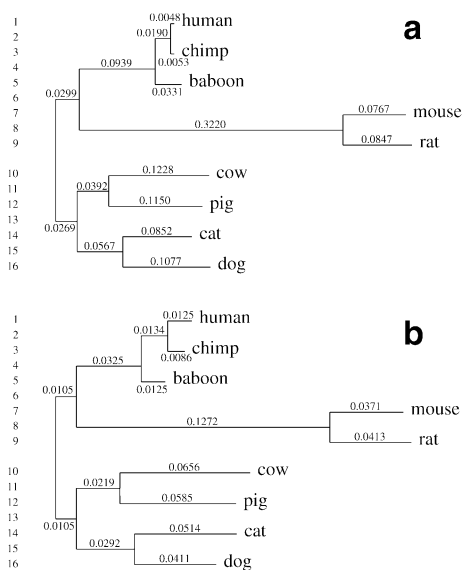 a
1 0.0048 human
2 0.0190
3 chimp
0.0053
4 0.0939
5 baboon
0.0331
6 0.0299
7 0.0767 mouse
8 0.3220
9 0.0847 rat
10 0.1228 cow
11 0.0392
12 0.1150 pig
13
0.0269
14 0.0852 cat
15 0.0567
16 0.1077 dog
b
1 0.0125 human
2 0.0134
3 chimp
0.0086
4 0.0325
5 baboon
0.0125
6 0.0105
7 0.0371 mouse
8 0.1272
9 0.0413 rat
10 0.0656 cow
11 0.0219
12 0.0585 pig
13
0.0105
14 0.0514 cat
15 0.0292
16 0.0411 dog